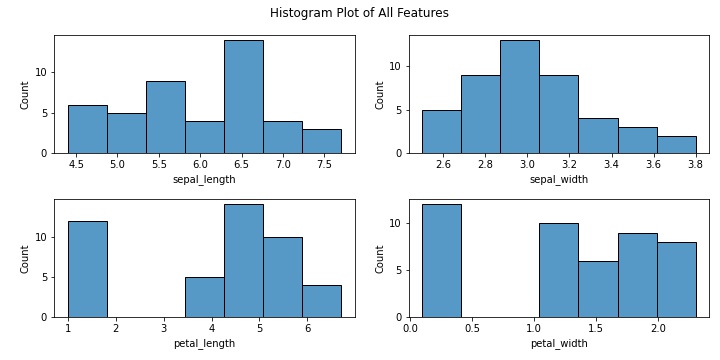 Histogram Plot of All Features
10
5
0
Count
4.5 5.0 5.5 6.0 6.5 7.0 7.5
sepal_length
10
5
0
Count
2.6 2.8 3.0 3.2 3.4 3.6 3.8
sepal_width
10
5
0
Count
1 2 3 4 5 6
petal_length
10
5
0
Count
0.0 0.5 1.0 1.5 2.0
petal_width